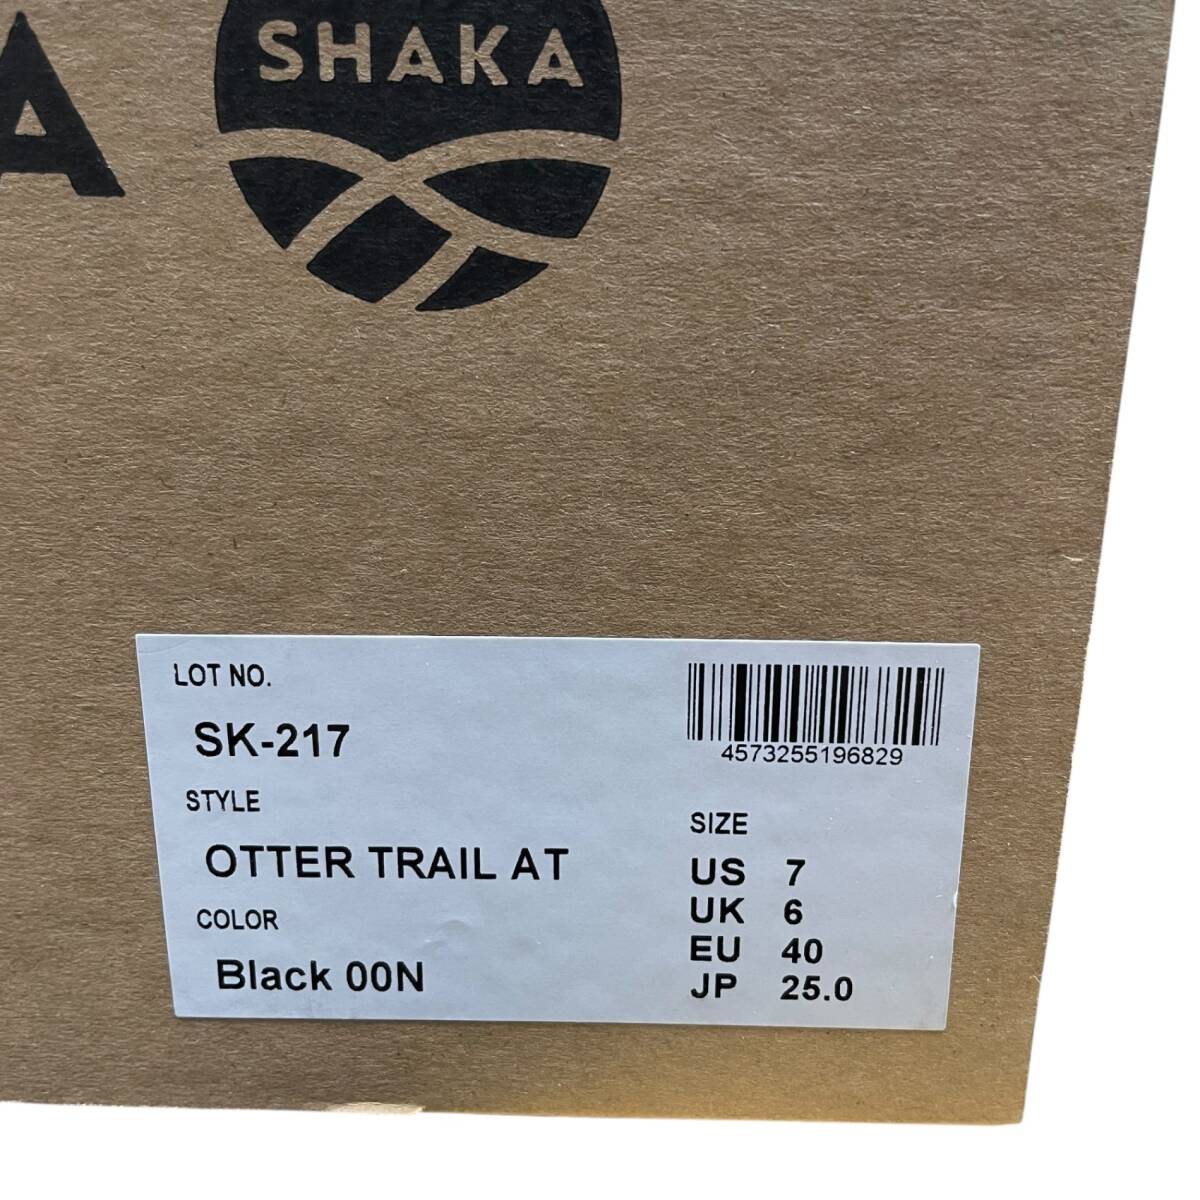 A
SHAKA
LOT NO.
SK-217
4573255196829
STYLE
OTTER TRAIL AT
COLOR
Black 00N
SIZE
US 7
UK 6
EU 40
JP 25.0